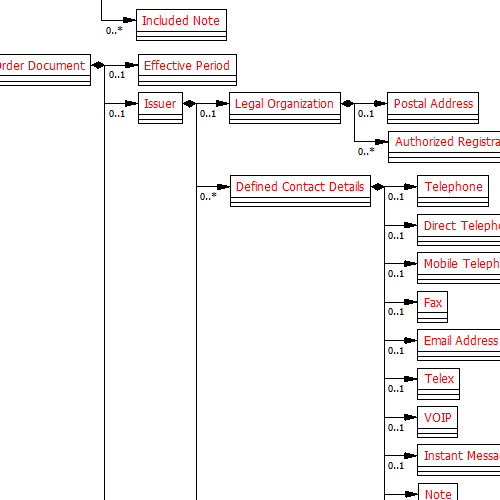 Included Note
0..*
Order Document
Effective Period
0..1
Issuer
0..1
Legal Organization
0..1
Postal Address
0..1
Authorized Registra
0..*
Defined Contact Details
0..*
Telephone
0..1
Direct Telepho
0..1
Mobile Teleph
0..1
Fax
0..1
Email Address
0..1
Telex
0..1
VOIP
0..1
Instant Messa
0..1
Note